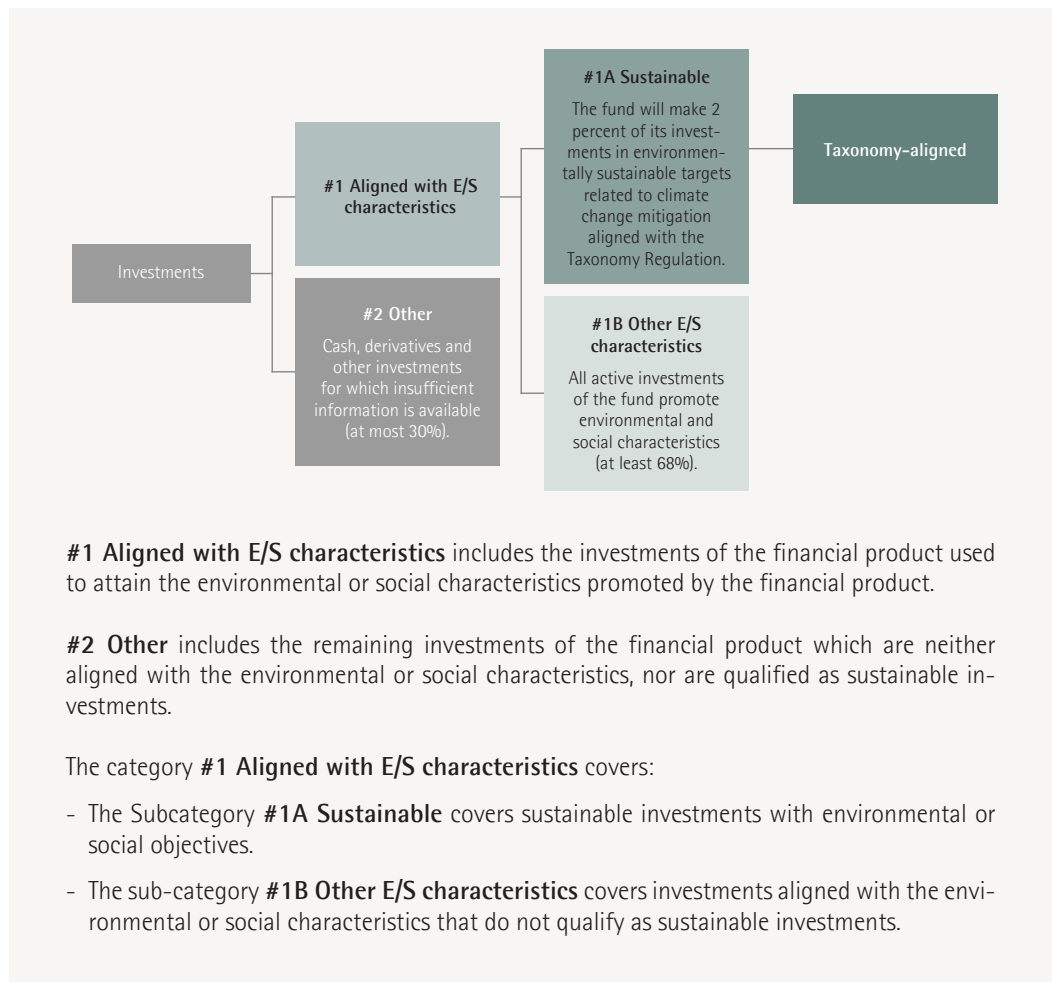 Investments
#1 Aligned with E/S
characteristics
#2 Other
Cash, derivatives and
other investments
for which insufficient
information is available
(at most 30%).
#1A Sustainable
The fund will make 2
percent of its invest-
ments in environmen-
tally sustainable targets
related to climate
change mitigation
aligned with the
Taxonomy Regulation.
#1B Other E/S
characteristics
All active investments
of the fund promote
environmental and
social characteristics
(at least 68%).
Taxonomy-aligned
#1 Aligned with E/S characteristics includes the investments of the financial product used
to attain the environmental or social characteristics promoted by the financial product.
#2 Other includes the remaining investments of the financial product which are neither
aligned with the environmental or social characteristics, nor are qualified as sustainable in-
vestments.
The category #1 Aligned with E/S characteristics covers:
- The Subcategory #1A Sustainable covers sustainable investments with environmental or
social objectives.
- The sub-category #1B Other E/S characteristics covers investments aligned with the envi-
ronmental or social characteristics that do not qualify as sustainable investments.